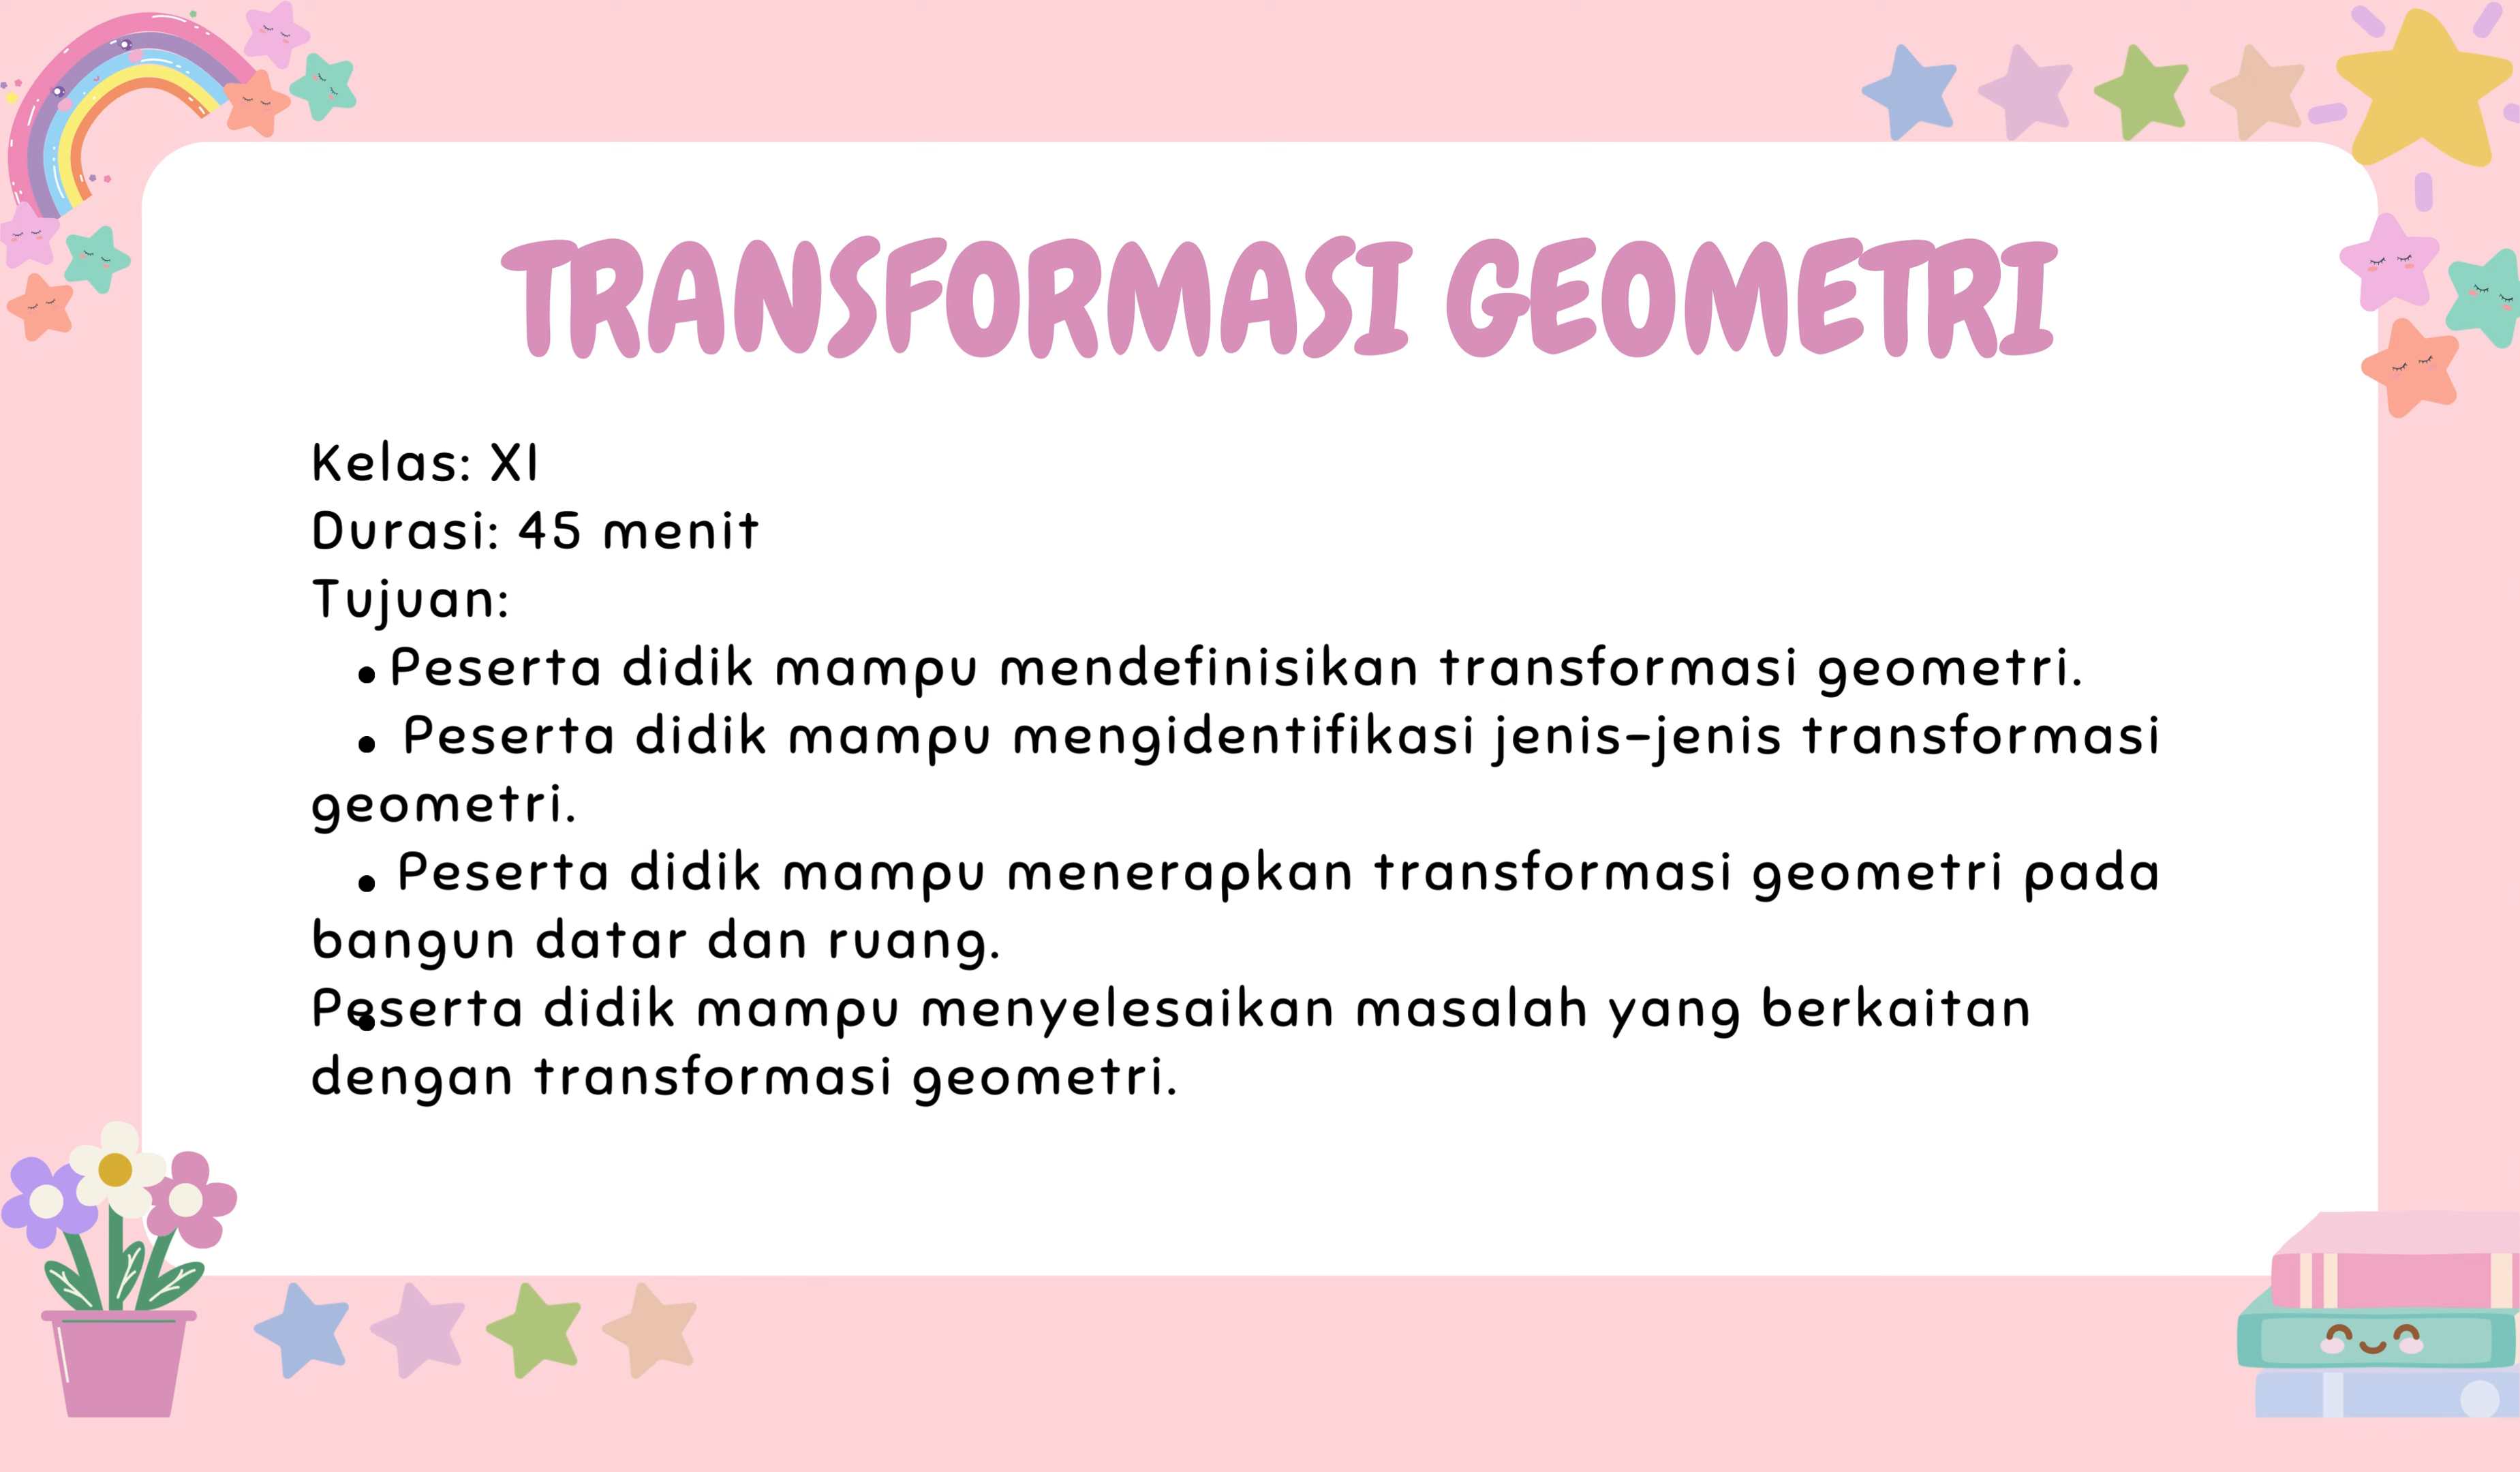 TRANSFORMASI GEOMETRI
Kelas: XI
Durasi: 45 menit
Tujuan:
• Peserta didik mampu mendefinisikan transformasi geometri.
• Peserta didik mampu mengidentifikasi jenis-jenis transformasi
geometri.
• Peserta didik mampu menerapkan transformasi geometri pada
bangun datar dan ruang.
Peserta didik mampu menyelesaikan masalah yang berkaitan
dengan transformasi geometri.